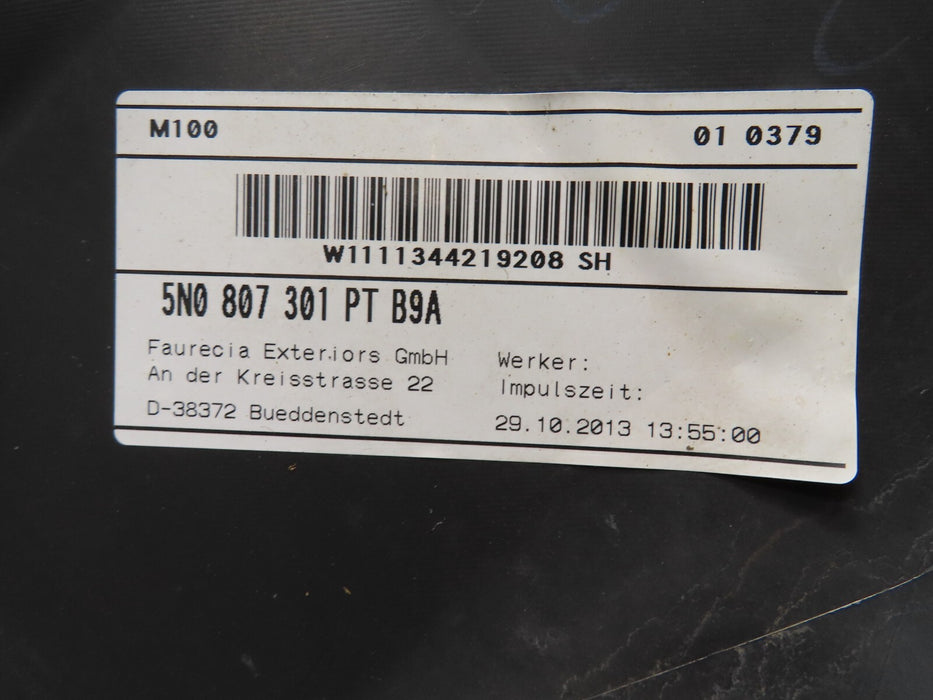 M100 01 0379
W1111344219208 SH
5N0 807 301 PT B9A
Faurecia Exteriors GmbH
An der Kreisstrasse 22
D-38372 Bueddenstedt
Werker:
Impulszeit:
29.10.2013 13:55:00